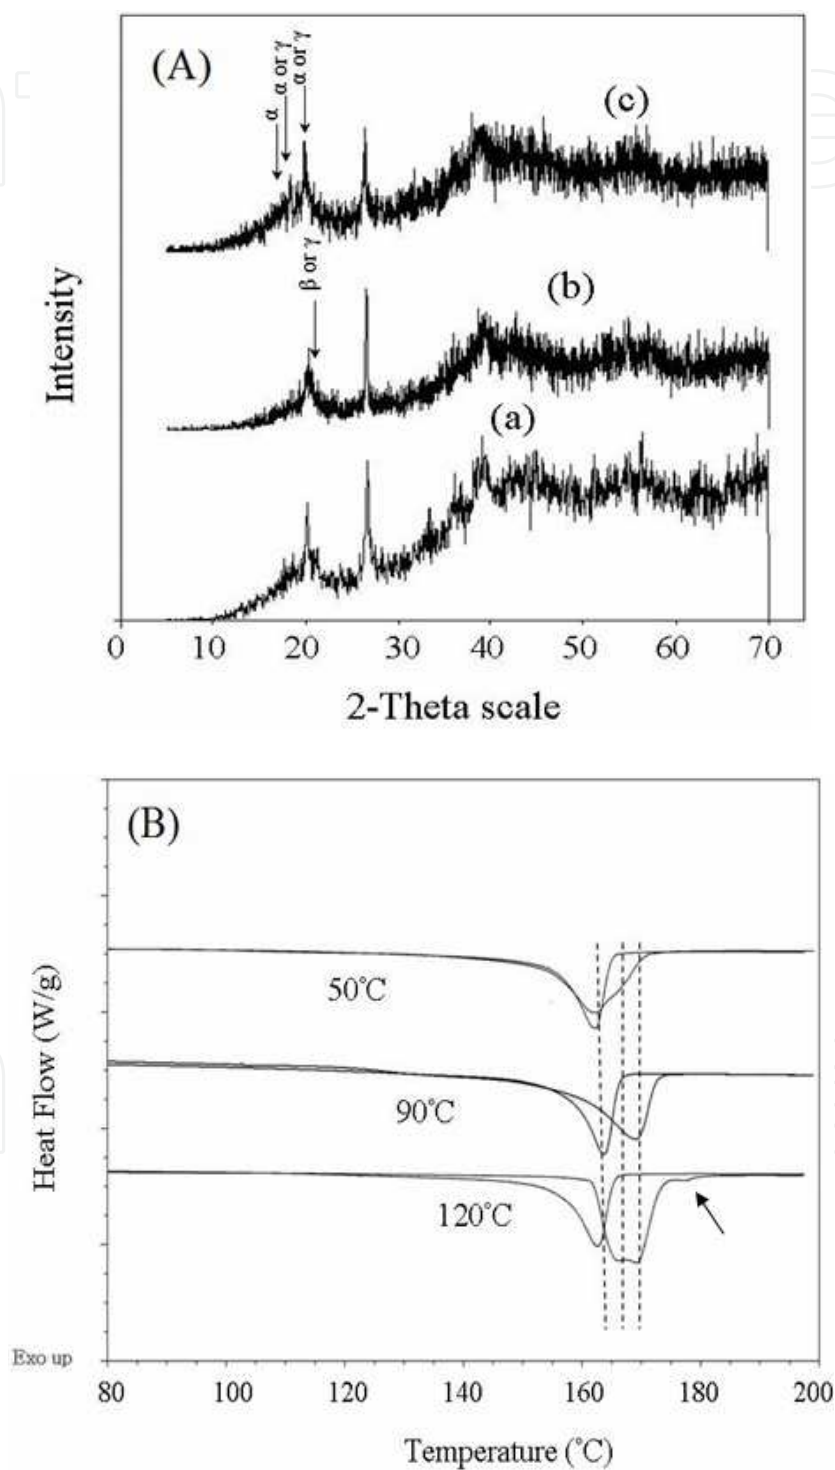 (A)
α
α or γ
α or γ
(c)
β or γ
(b)
(a)
Intensity
0 10 20 30 40 50 60 70
2-Theta scale
(B)
50°C
90°C
120°C
Heat Flow (W/g)
Exo up
80 100 120 140 160 180 200
Temperature (°C)